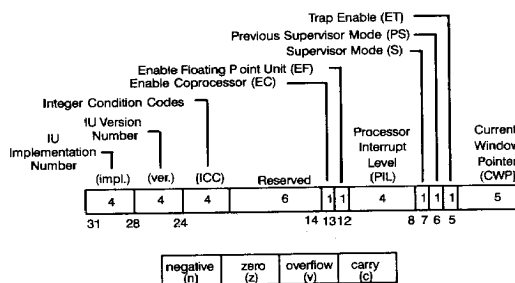 Trap Enable (ET)
Previous Supervisor Mode (PS)
Supervisor Mode (S)
Enable Floating Point Unit (EF)
Enable Coprocessor (EC)
Integer Condition Codes
IU Version
Number
IU
Implementation
Number
Processor
Interrupt
Level
(PIL)
Current
Window
Pointer
(CWP)
(impl.) (ver.) (ICC) Reserved
4 4 4 6 1 1 4 1 1 1 5
31 28 24 14 13 12 8 7 6 5
negative zero overflow carry
(n) (z) (v) (c)